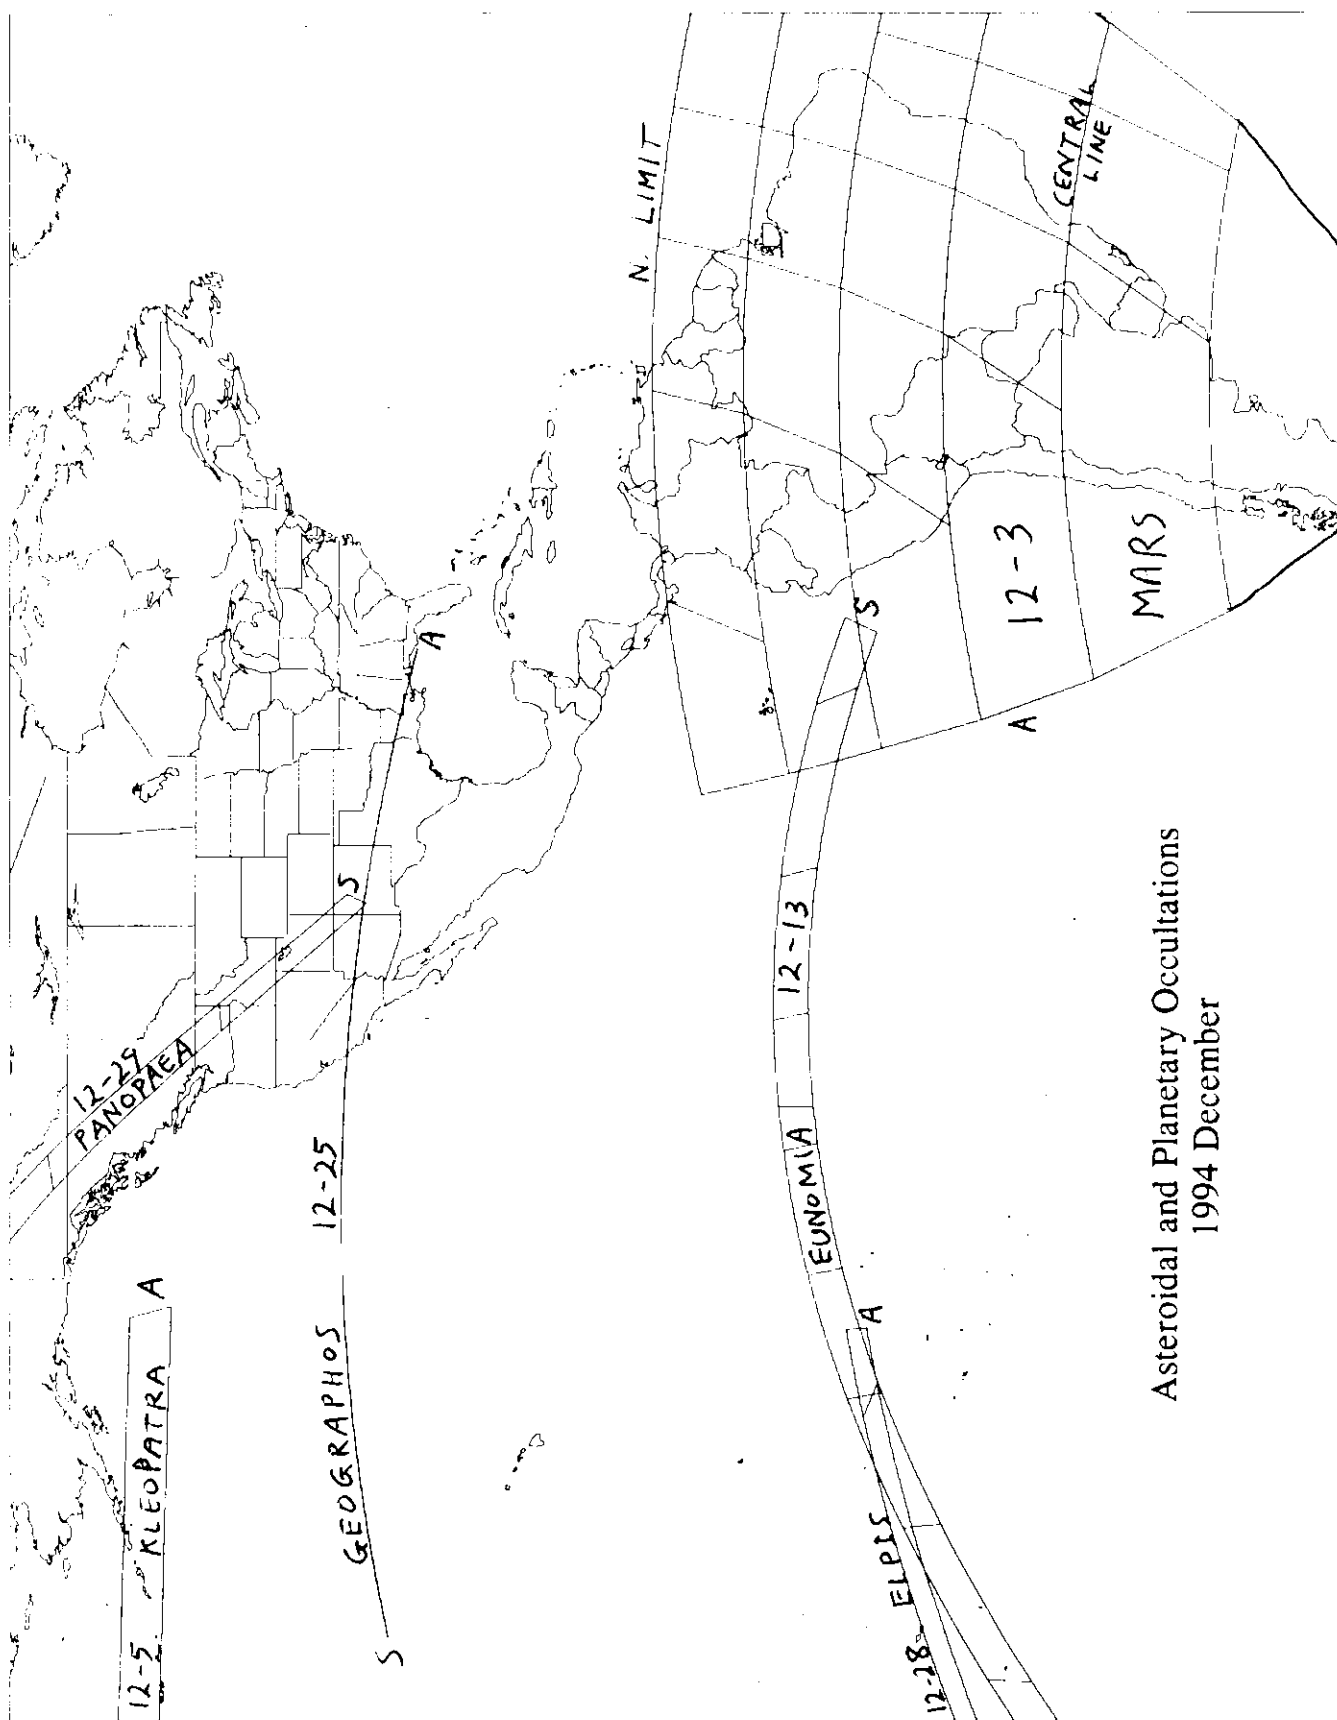 12-5 KLEOPATRA A
12-29
PANOPAEA
S
S GEOGRAPHOS 12-25 A
12-28 ELPIS A
EUNOMIA 12-13 S
N. LIMIT
CENTRAL
LINE
A
12-3
MARS
Asteroidal and Planetary Occultations
1994 December